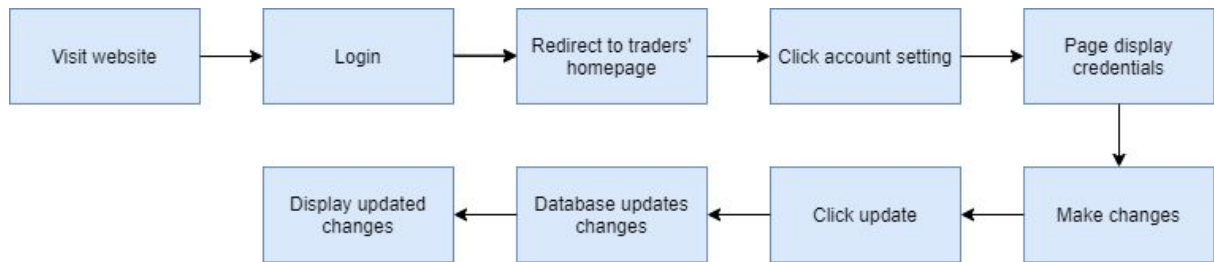 Visit website
Login
Redirect to traders'
homepage
Click account setting
Page display
credentials
Make changes
Click update
Database updates
changes
Display updated
changes